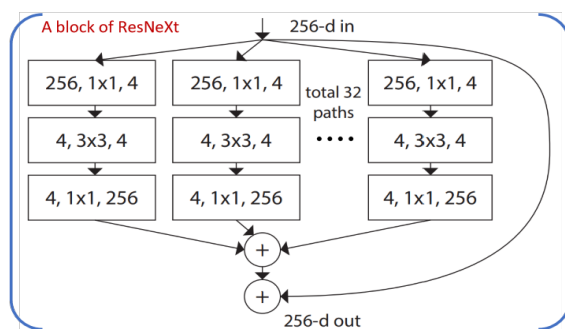 A block of ResNeXt
256-d in
256, 1x1, 4
256, 1x1, 4
total 32
paths
256, 1x1, 4
4, 3x3, 4
4, 3x3, 4
....
4, 3x3, 4
4, 1x1, 256
4, 1x1, 256
4, 1x1, 256
+
+
256-d out